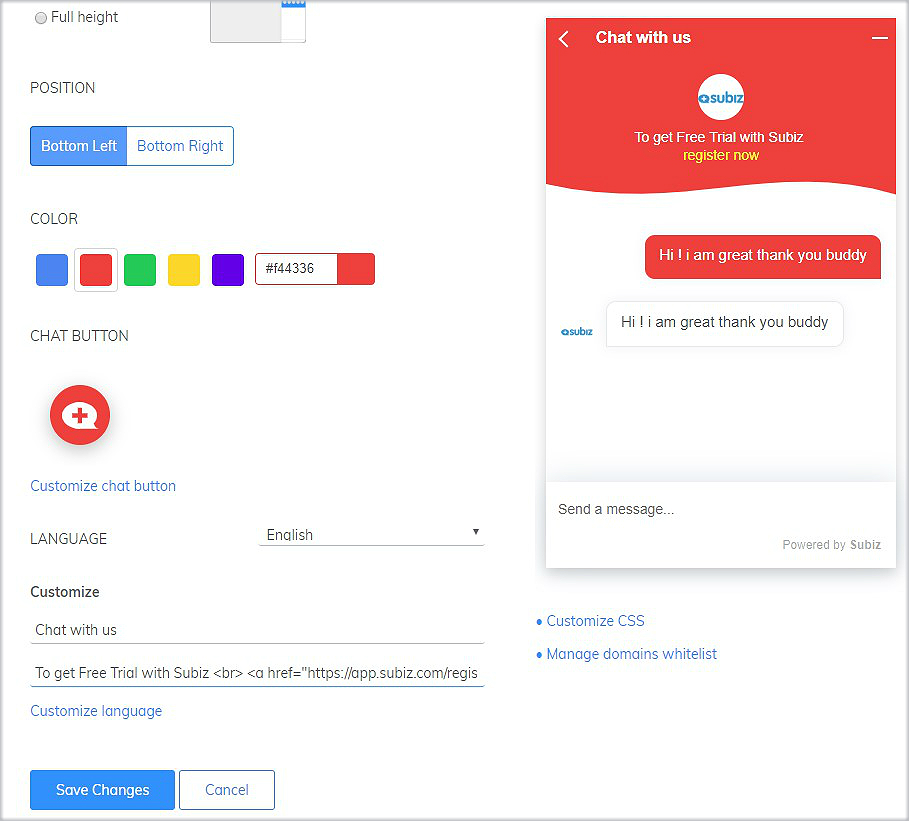 Full height
POSITION
Bottom Left
Bottom Right
COLOR
#f44336
CHAT BUTTON
Customize chat button
LANGUAGE
English
Customize
Chat with us
To get Free Trial with Subiz <br> <a href="https://app.subiz.com/regis
Customize language
Save Changes
Cancel
Chat with us
subiz
To get Free Trial with Subiz
register now
Hi ! i am great thank you buddy
subiz
Hi ! i am great thank you buddy
Send a message...
Powered by Subiz
• Customize CSS
• Manage domains whitelist